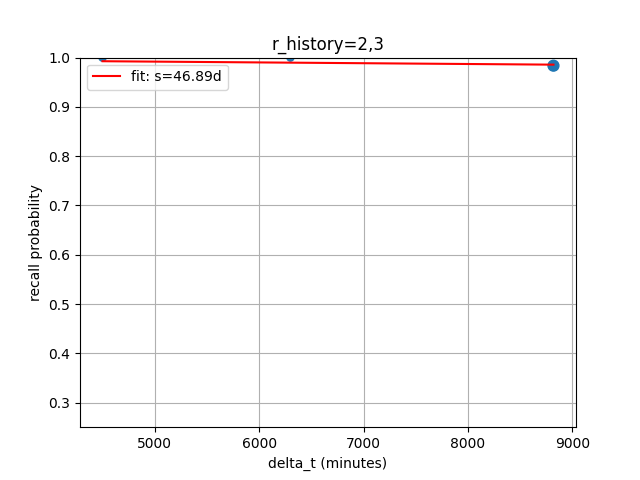 r_history=2,3
1.0
0.9
0.8
0.7
0.6
0.5
0.4
0.3
recall probability
fit: s=46.89d
5000 6000 7000 8000 9000
delta_t (minutes)